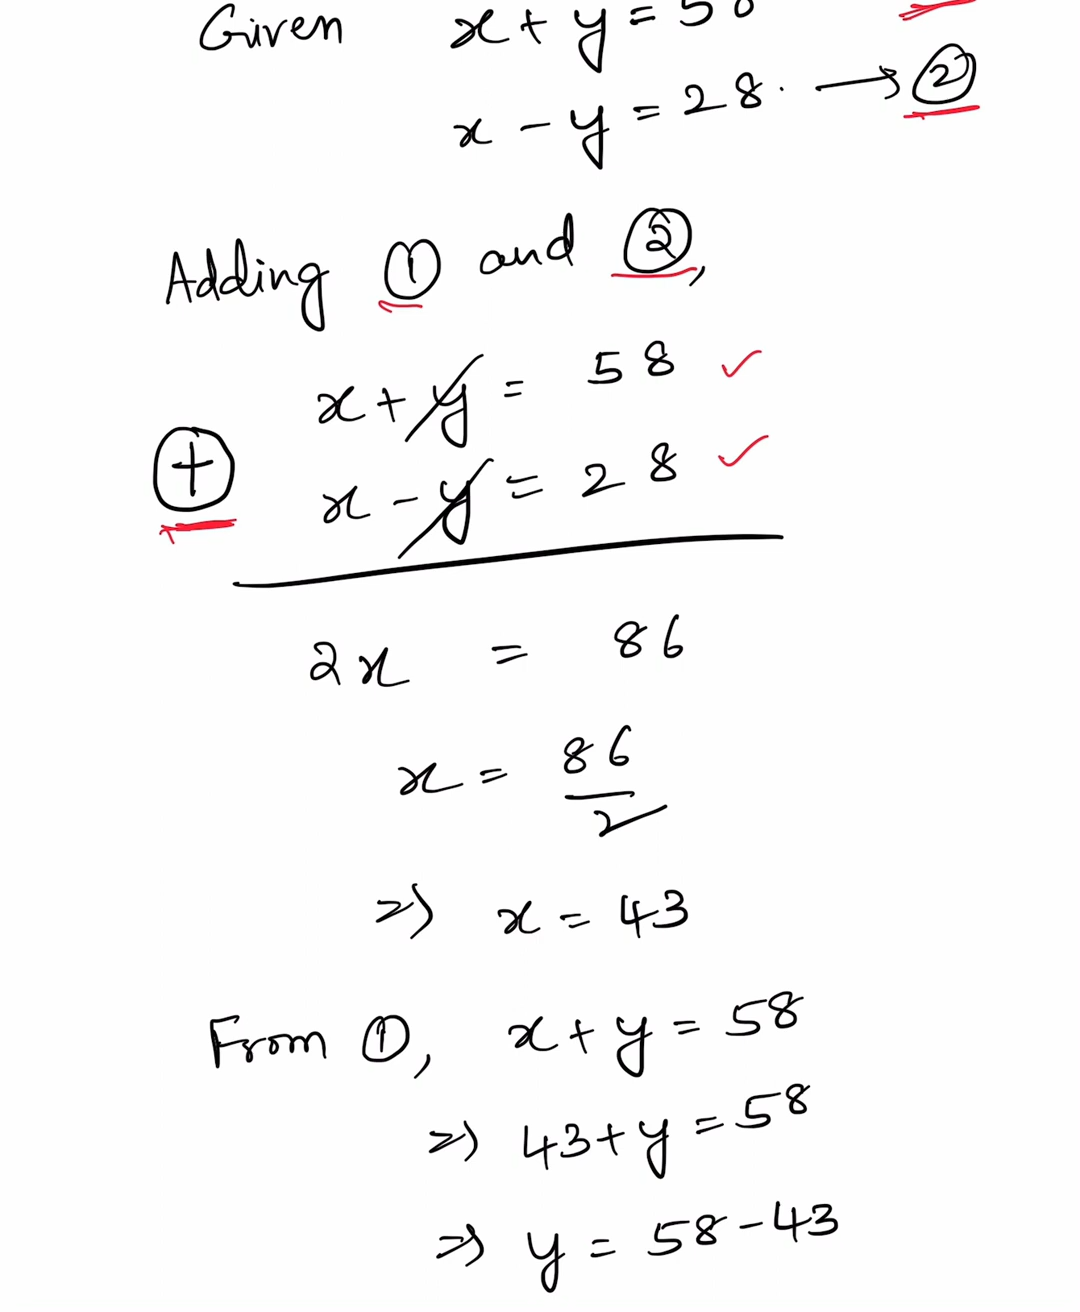 Given x + y = 58
x - y = 28. → ②
Adding ① and ②,
x + y = 58 ✓
⊕ x - y = 28 ✓
2x = 86
x = 86/2
=> x = 43
From ①, x + y = 58
=> 43 + y = 58
=> y = 58 - 43